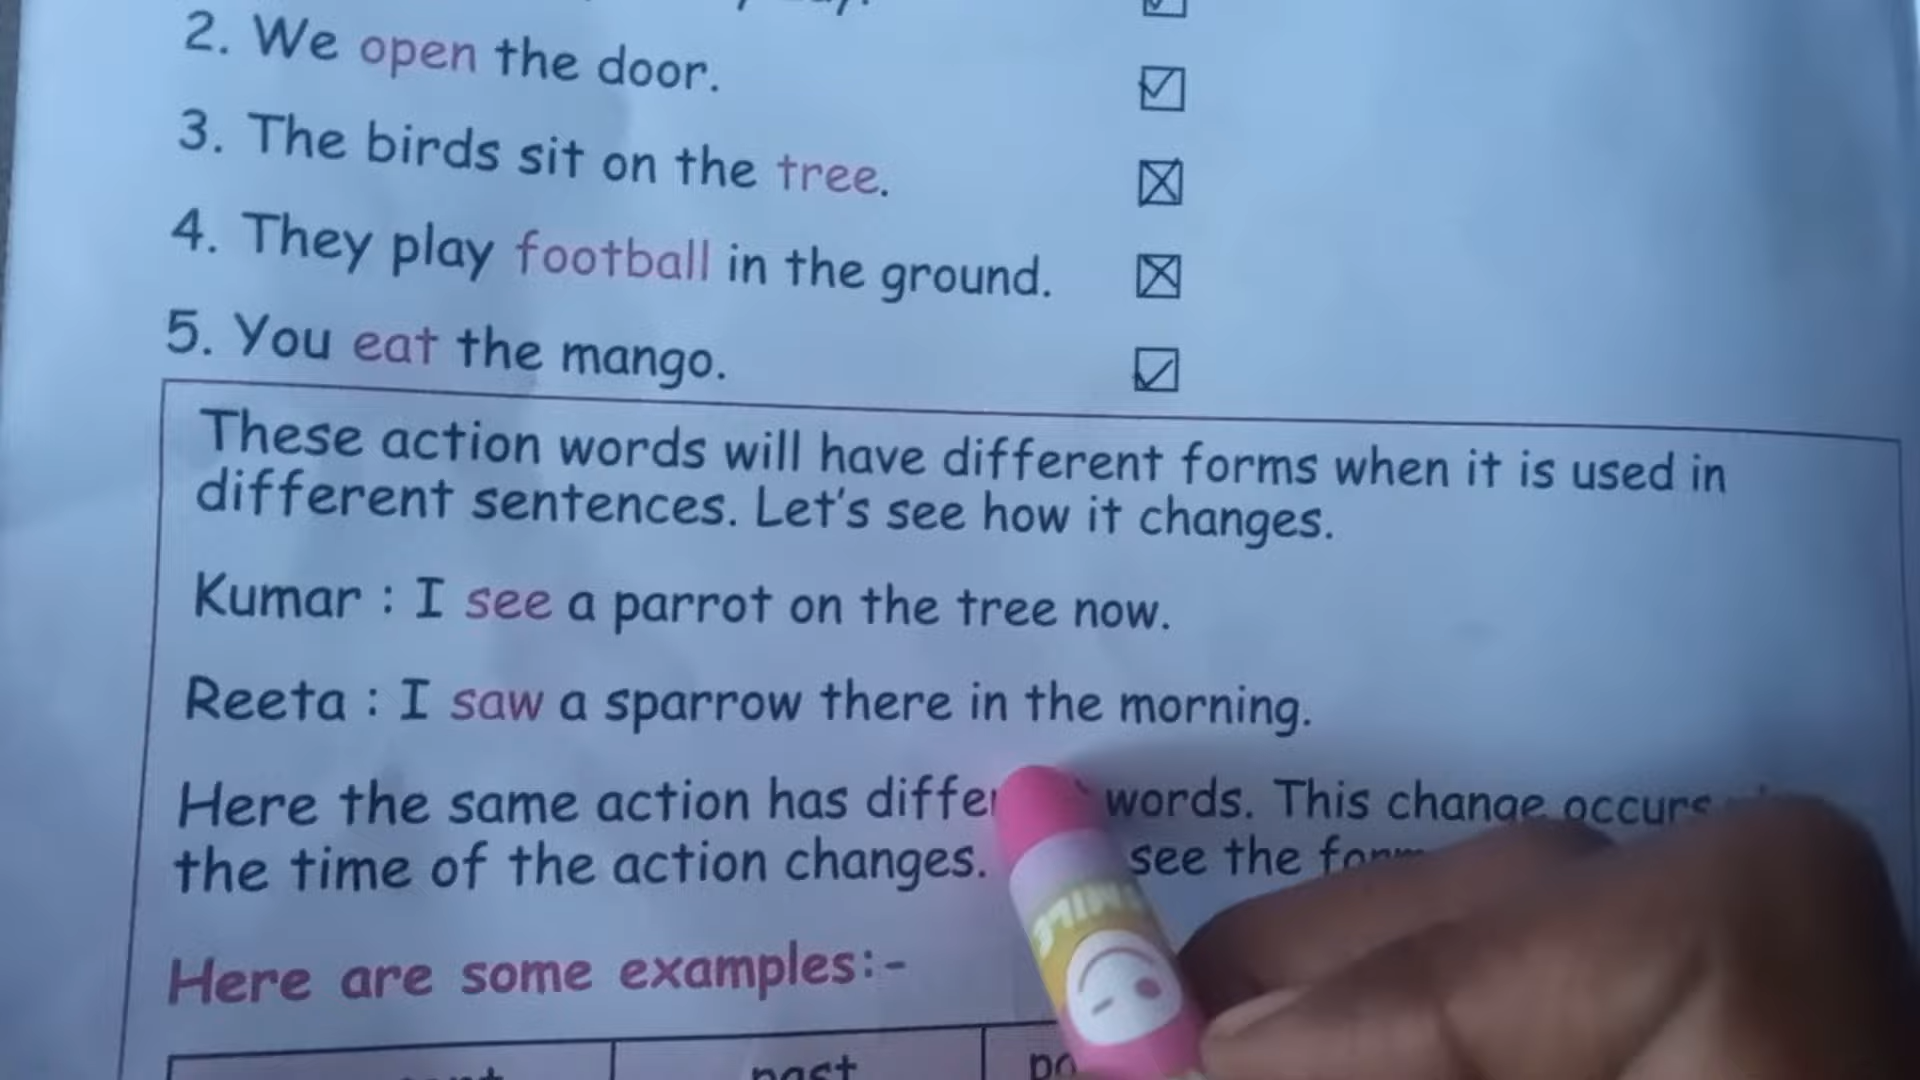 2. We open the door.
3. The birds sit on the tree.
4. They play football in the ground.
5. You eat the mango.
These action words will have different forms when it is used in
different sentences. Let's see how it changes.
Kumar : I see a parrot on the tree now.
Reeta : I saw a sparrow there in the morning.
Here the same action has words. This change occurs
the time of the action changes. see the
Here are some examples:-
past